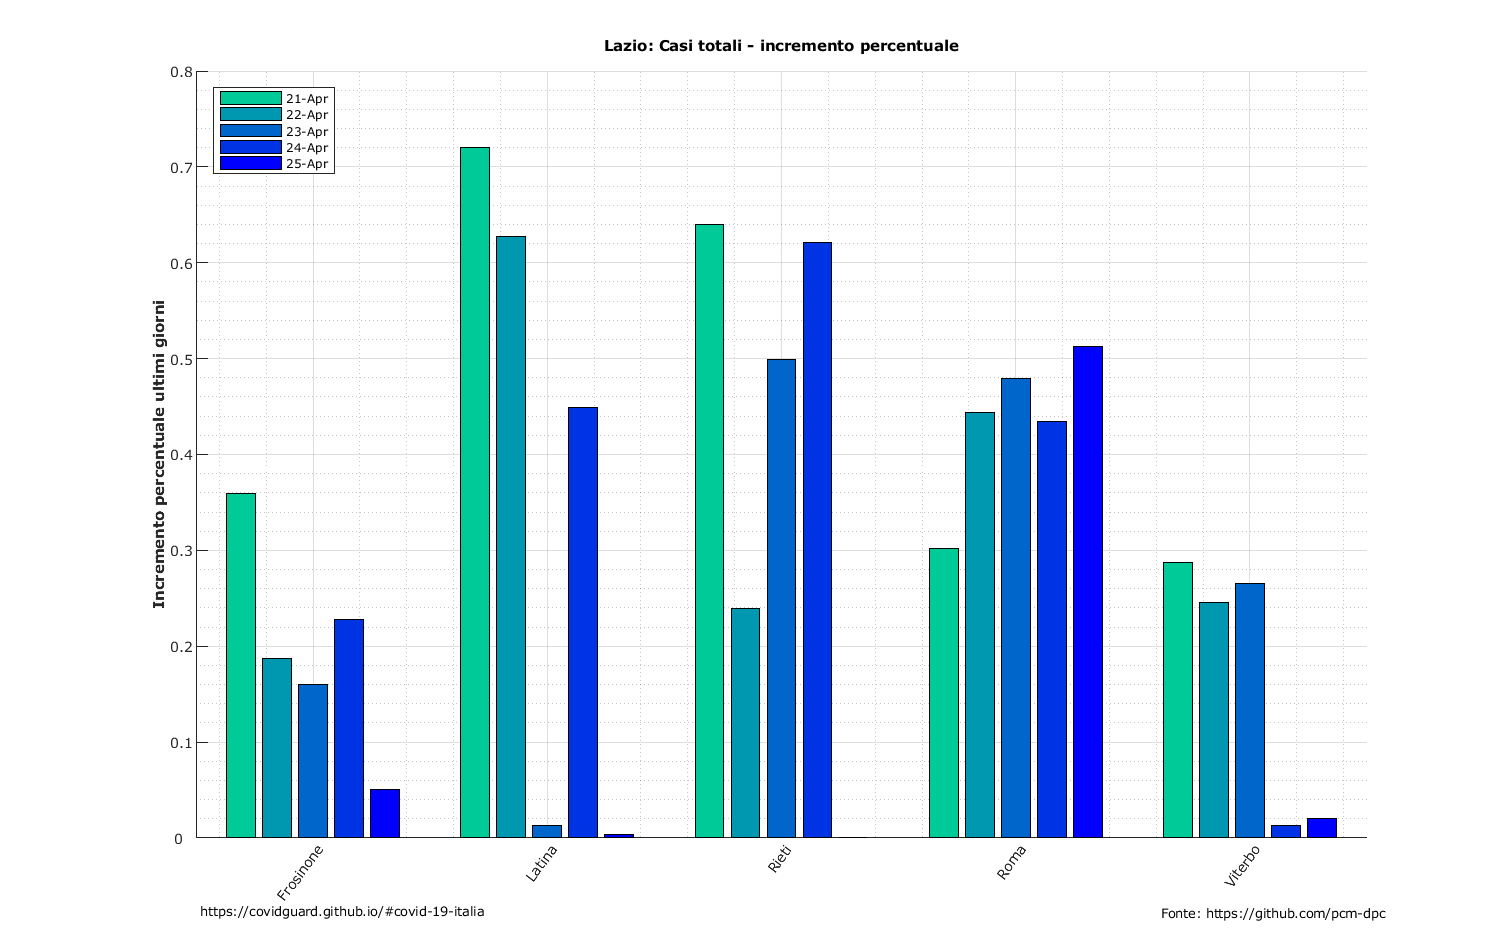 Lazio: Casi totali - incremento percentuale
Incremento percentuale ultimi giorni
0.8
0.7
0.6
0.5
0.4
0.3
0.2
0.1
0
21-Apr
22-Apr
23-Apr
24-Apr
25-Apr
Frosinone
Latina
Rieti
Roma
Viterbo
https://covidguard.github.io/#covid-19-italia
Fonte: https://github.com/pcm-dpc